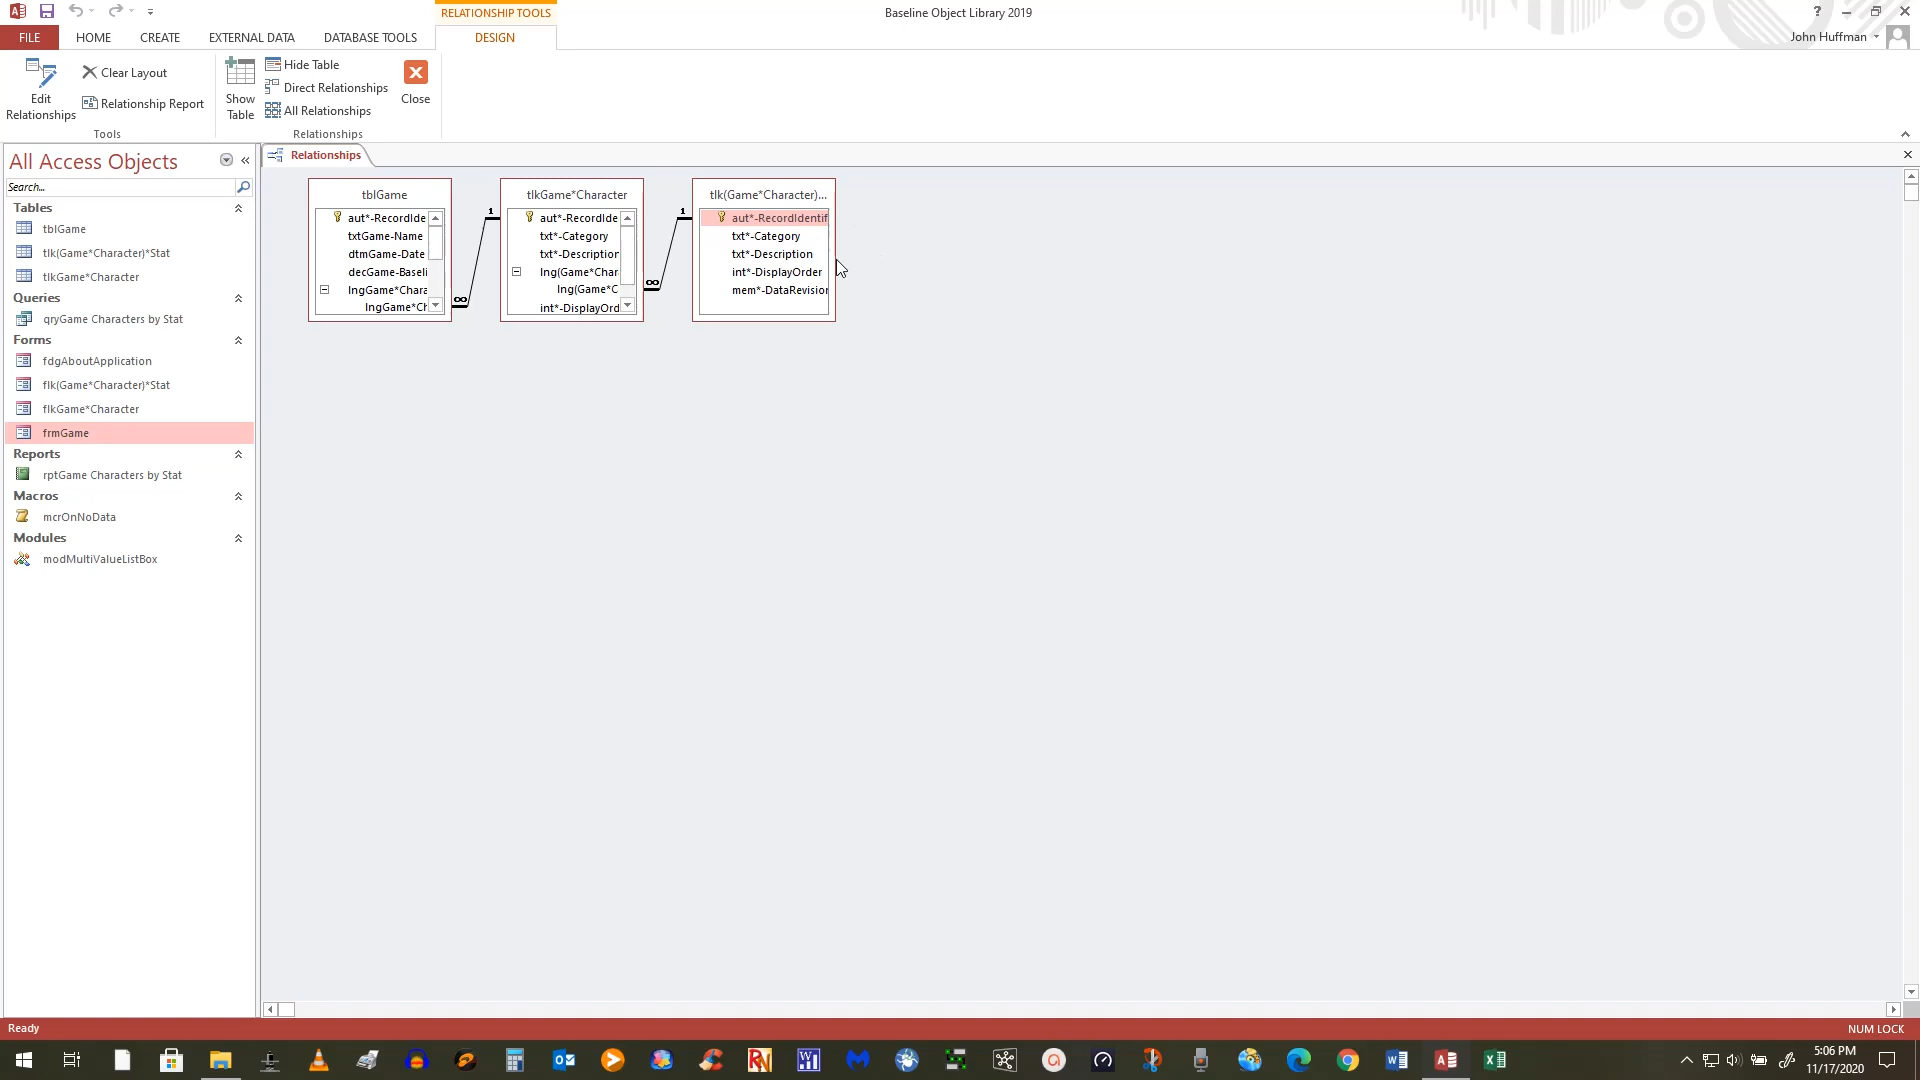 RELATIONSHIP TOOLS
Baseline Object Library 2019
?
FILE
HOME
CREATE
EXTERNAL DATA
DATABASE TOOLS
DESIGN
John Huffman
Edit
Relationships
Clear Layout
Relationship Report
Show
Table
Hide Table
Direct Relationships
All Relationships
Close
Tools
Relationships
All Access Objects
Search...
Tables
tblGame
tlk(Game*Character)*Stat
tlkGame*Character
Queries
qryGame Characters by Stat
Forms
fdgAboutApplication
flk(Game*Character)*Stat
flkGame*Character
frmGame
Reports
rptGame Characters by Stat
Macros
mcrOnNoData
Modules
modMultiValueListBox
Relationships
tblGame
aut*-RecordIde
txtGame-Name
dtmGame-Date
decGame-Baseli
lngGame*Chara
lngGame*Ch
∞
1
tlkGame*Character
aut*-RecordIde
txt*-Category
txt*-Description
lng(Game*Char
lng(Game*C
int*-DisplayOrd
∞
1
tlk(Game*Character)...
aut*-RecordIdentif
txt*-Category
txt*-Description
int*-DisplayOrder
mem*-DataRevision
Ready
NUM LOCK
5:06 PM
11/17/2020